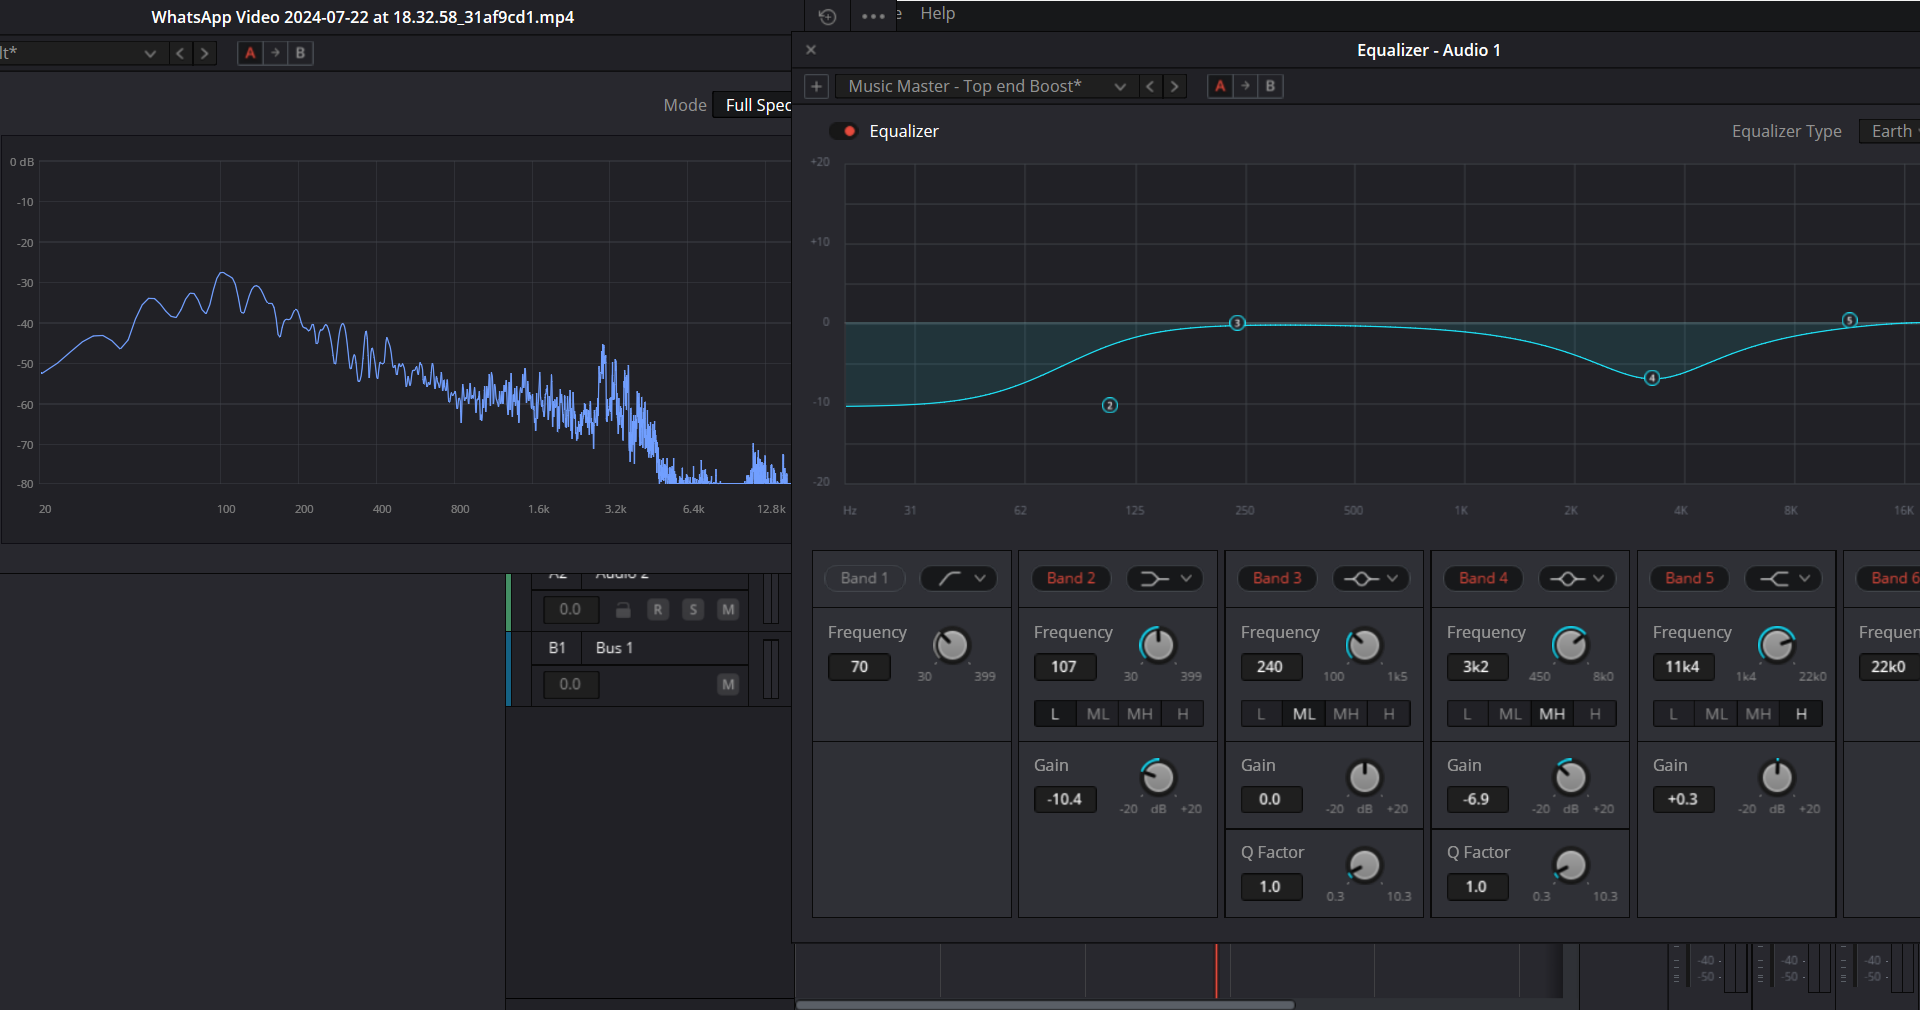 WhatsApp Video 2024-07-22 at 18.32.58_31af9cd1.mp4
e Help
lt* A B
Equalizer - Audio 1
Music Master - Top end Boost* A B
Mode Full Spec
Equalizer
Equalizer Type Earth
0 dB
-10
-20
-30
-40
-50
-60
-70
-80
20 100 200 400 800 1.6k 3.2k 6.4k 12.8k
+20
+10
0
-10
-20
2 3 4 5
Hz 31 62 125 250 500 1K 2K 4K 8K 16K
A2 Audio 2
0.0 R S M
B1 Bus 1
0.0 M
Band 1 Band 2 Band 3 Band 4 Band 5 Band 6
Frequency Frequency Frequency Frequency Frequency Frequen
70 107 240 3k2 11k4 22k0
30 399 30 399 100 1k5 450 8k0 1k4 22k0
L ML MH H L ML MH H L ML MH H L ML MH H
Gain Gain Gain Gain
-10.4 0.0 -6.9 +0.3
-20 dB +20 -20 dB +20 -20 dB +20 -20 dB +20
Q Factor Q Factor
1.0 1.0
0.3 10.3 0.3 10.3
-40 -40 -40
-50 -50 -50